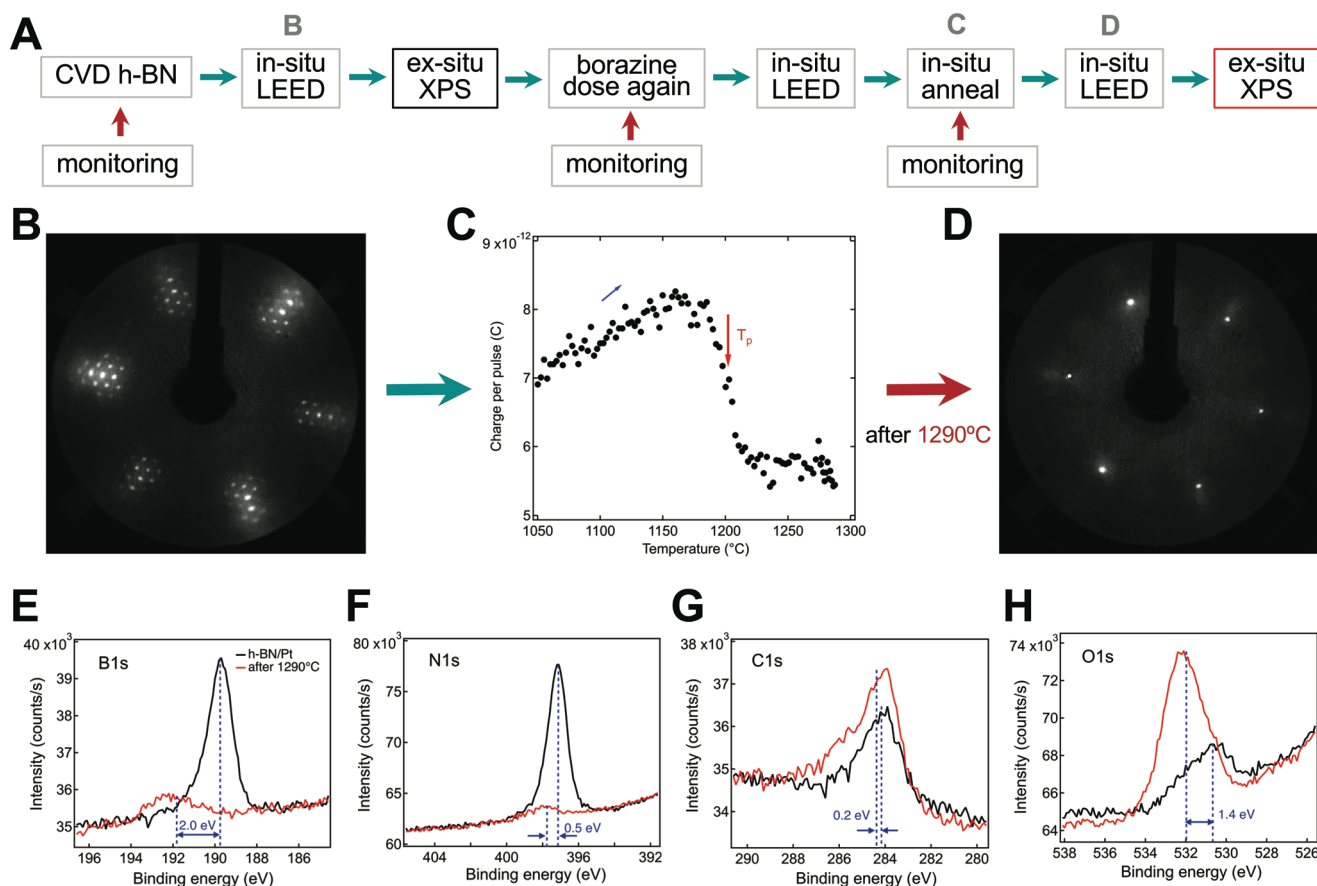 A
B
C
D
CVD h-BN
in-situ
LEED
ex-situ
XPS
borazine
dose again
in-situ
LEED
in-situ
anneal
in-situ
LEED
ex-situ
XPS
monitoring
monitoring
monitoring
B
C
9 x10⁻¹²
8
7
6
5
Charge per pulse (C)
Tp
1050
1100
1150
1200
1250
1300
Temperature (°C)
after 1290ºC
D
E
40 x10³
39
38
37
36
35
Intensity (counts/s)
B1s
h-BN/Pt
after 1290°C
2.0 eV
196
194
192
190
188
186
Binding energy (eV)
F
80 x10³
75
70
65
60
Intensity (counts/s)
N1s
0.5 eV
404
400
396
392
Binding energy (eV)
G
38 x10³
37
36
35
34
Intensity (counts/s)
C1s
0.2 eV
290
288
286
284
282
280
Binding energy (eV)
H
74 x10³
72
70
68
66
64
Intensity (counts/s)
O1s
1.4 eV
538
536
534
532
530
528
526
Binding energy (eV)